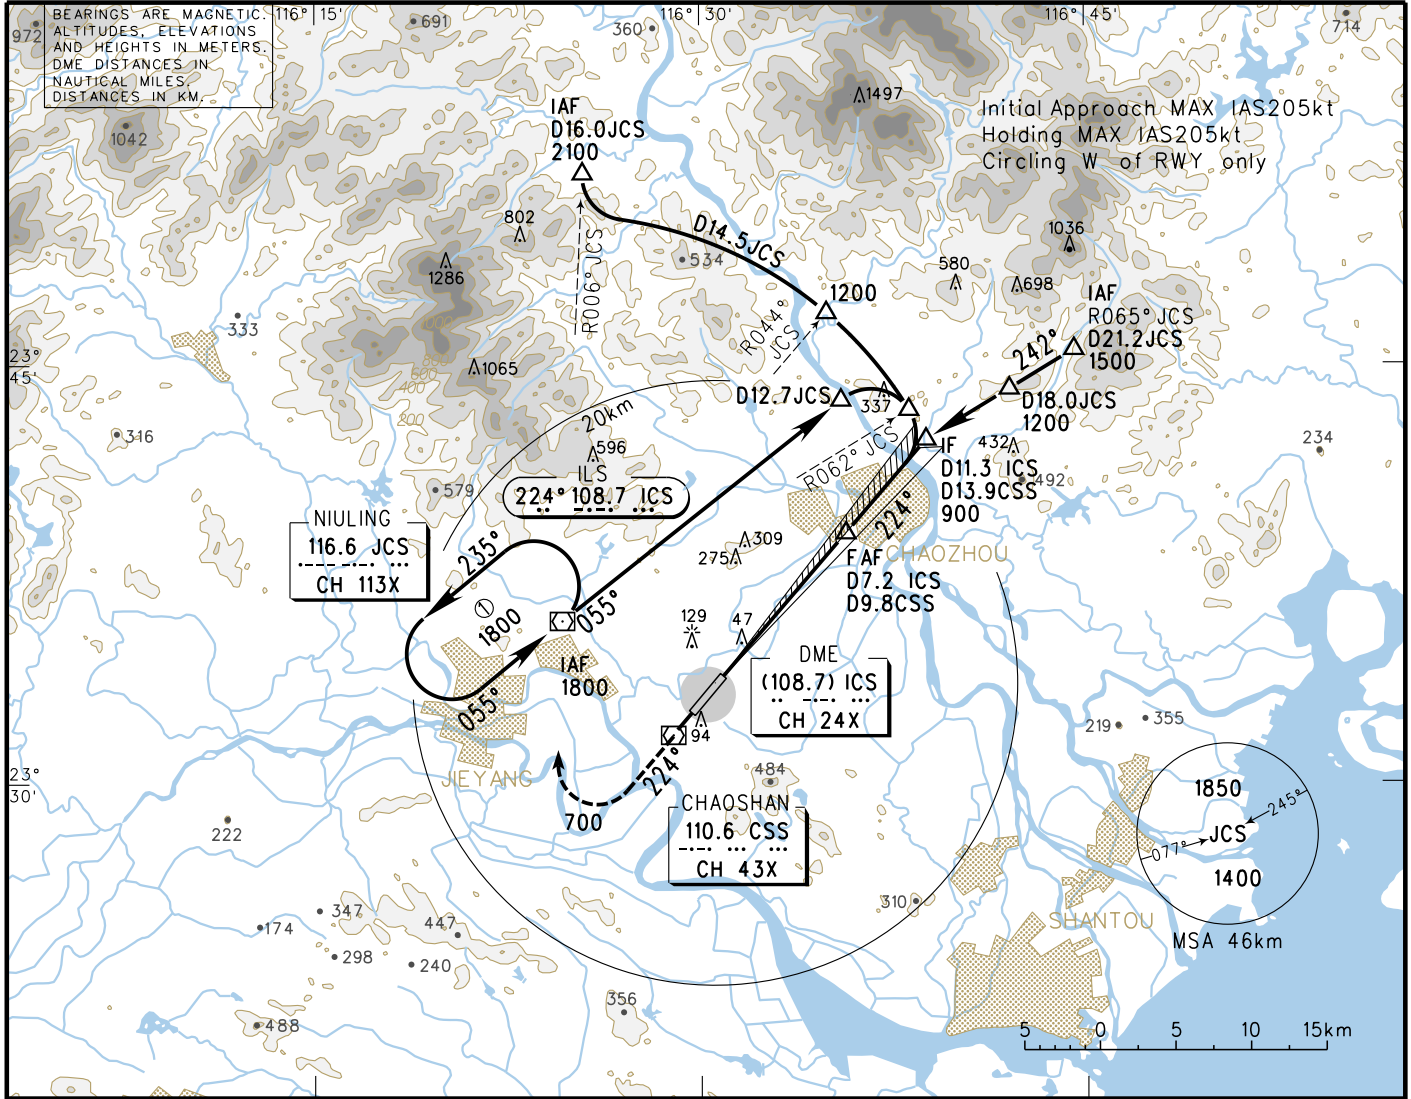 BEARINGS ARE MAGNETIC.
ALTITUDES, ELEVATIONS
AND HEIGHTS IN METERS.
DME DISTANCES IN
NAUTICAL MILES,
DISTANCES IN KM.
116° 15'
116° 30'
116° 45'
972
691
360
714
1042
IAF
D16.0JCS
2100
1497
Initial Approach MAX IAS205kt
Holding MAX IAS205kt
Circling W of RWY only
802
1286
R006° JCS
D14.5JCS
534
1036
580
698
1200
R044°
JCS
IAF
R065° JCS
D21.2JCS
1500
242°
333
1000
800
600
400
200
1065
23°
45'
D12.7JCS
337
D18.0JCS
1200
20km
316
596
R062° JCS
432
492
234
IF
D11.3 ICS
D13.9CSS
900
ILS
224° 108.7 ICS
579
224°
NIULING
116.6 JCS
CH 113X
235°
309
275
CHAOZHOU
FAF
D7.2 ICS
D9.8CSS
1
1800
055°
129
47
IAF
1800
DME
(108.7) ICS
CH 24X
055°
94
219
355
JIEYANG
224°
484
23°
30'
700
CHAOSHAN
110.6 CSS
CH 43X
1850
245°
JCS
077°
1400
MSA 46km
222
310
SHANTOU
347
174
447
298
240
356
488
5 0 5 10 15km